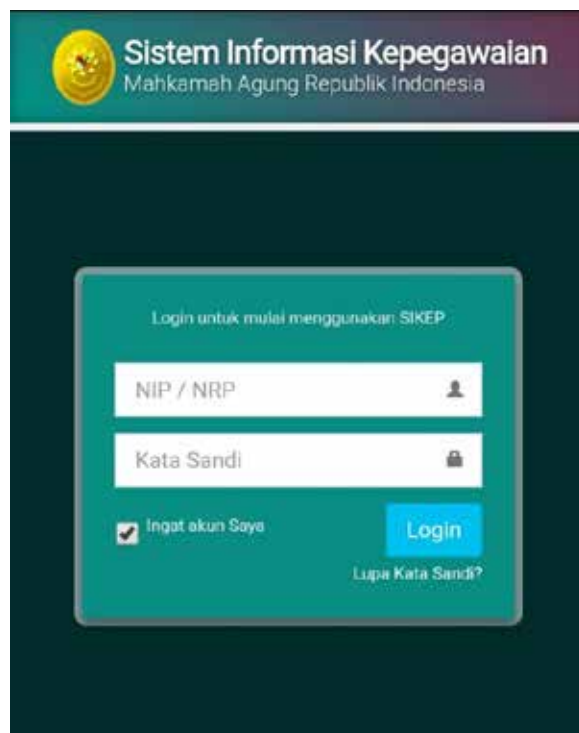 Sistem Informasi Kepegawaian
Mahkamah Agung Republik Indonesia
Login untuk mulai menggunakan SIKEP
NIP / NRP
Kata Sandi
Ingat akun Saya
Login
Lupa Kata Sandi?